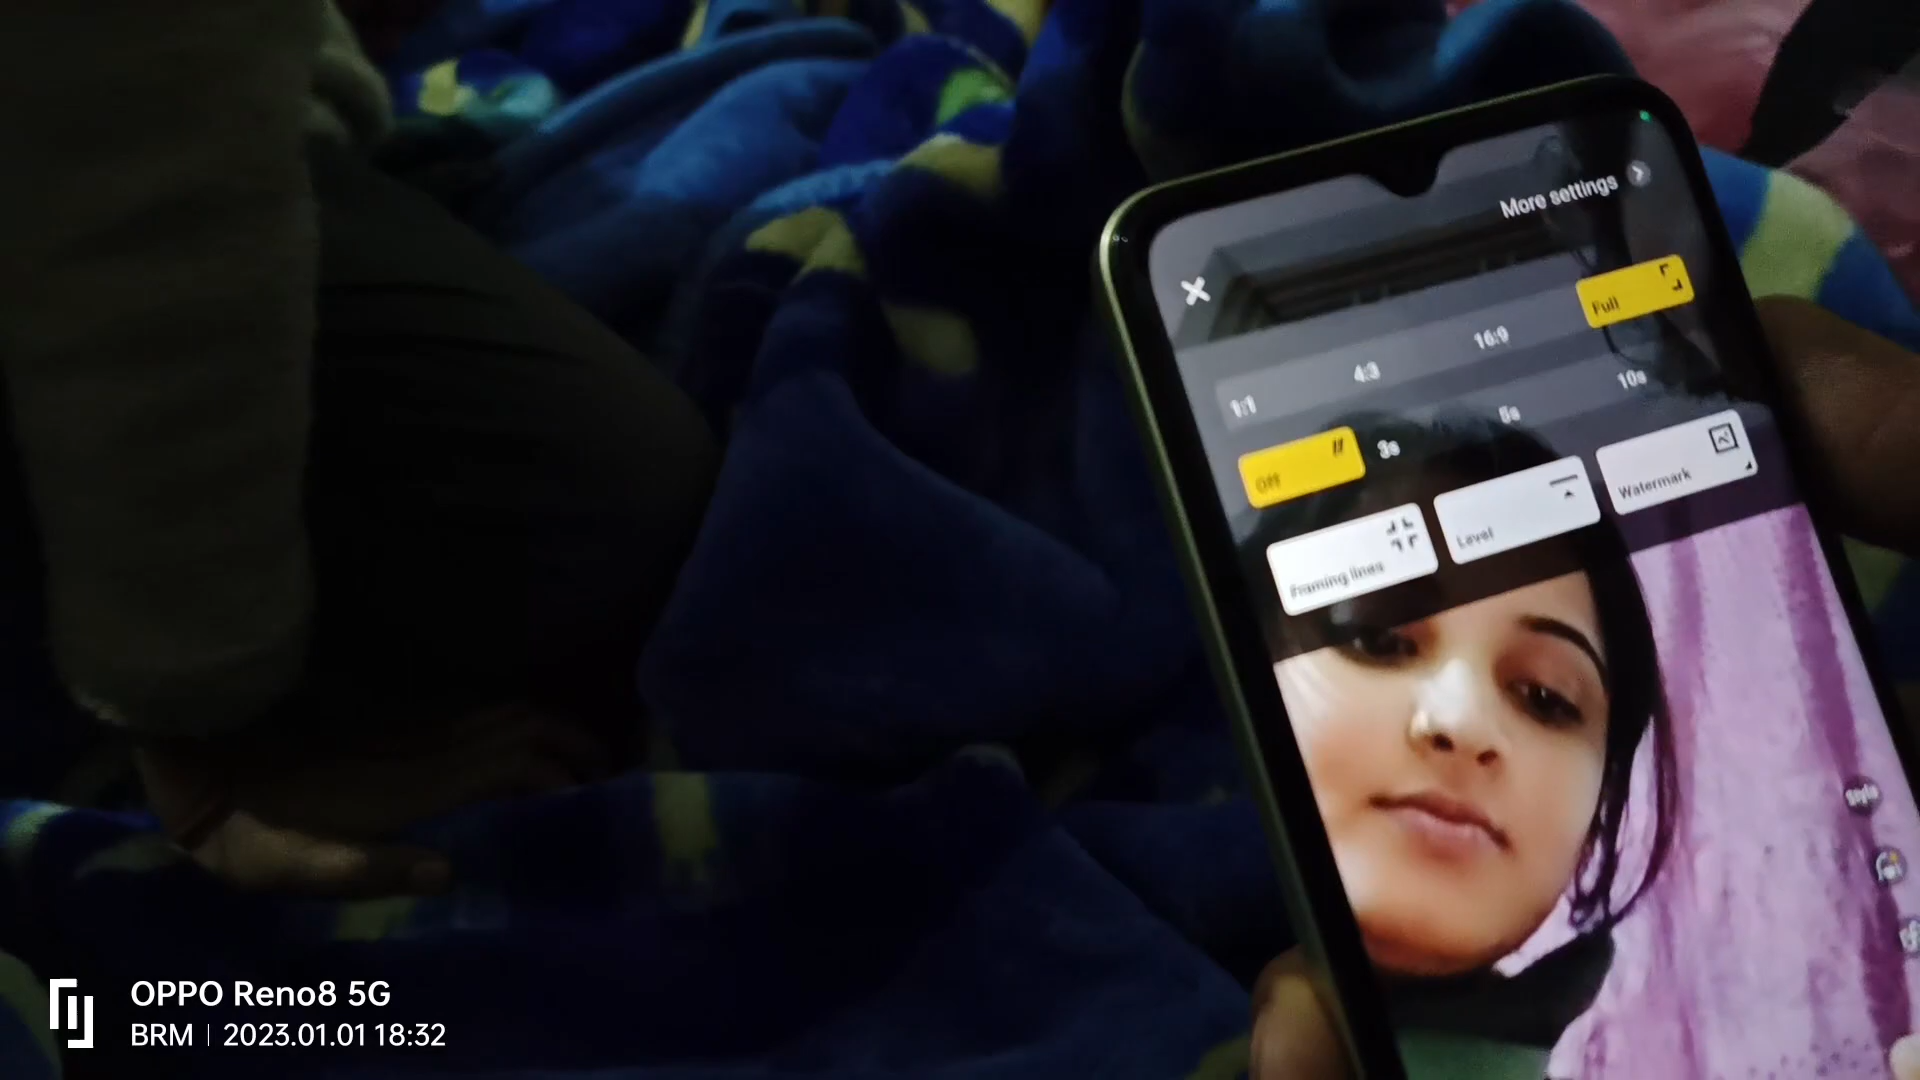 More settings
1:1 4:3 16:9 Full
Off 3s 5s 10s
Framing lines Level Watermark
Style
OPPO Reno8 5G
BRM | 2023.01.01 18:32